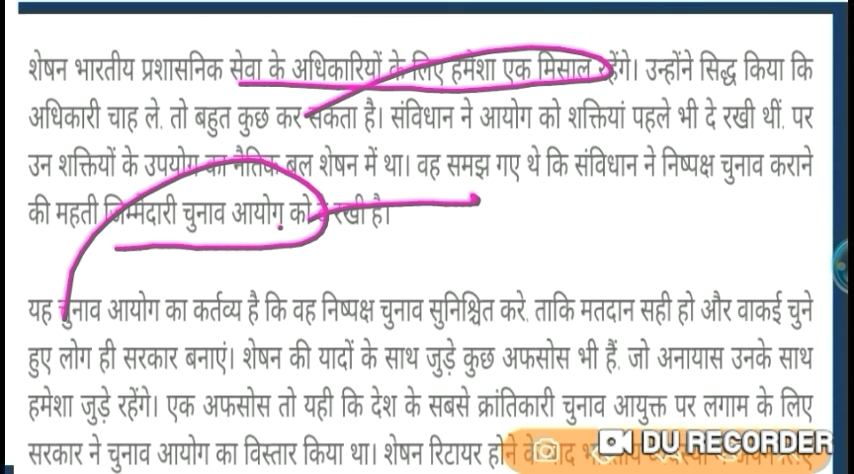 शेषन भारतीय प्रशासनिक सेवा के अधिकारियों के लिए हमेशा एक मिसाल रहेंगे। उन्होंने सिद्ध किया कि
अधिकारी चाह ले, तो बहुत कुछ कर सकता है। संविधान ने आयोग को शक्तियां पहले भी दे रखी थीं, पर
उन शक्तियों के उपयोग का नैतिक बल शेषन में था। वह समझ गए थे कि संविधान ने निष्पक्ष चुनाव कराने
की महती जिम्मेदारी चुनाव आयोग को रखी है।
यह चुनाव आयोग का कर्तव्य है कि वह निष्पक्ष चुनाव सुनिश्चित करे, ताकि मतदान सही हो और वाकई चुने
हुए लोग ही सरकार बनाएं। शेषन की यादों के साथ जुड़े कुछ अफसोस भी हैं, जो अनायास उनके साथ
हमेशा जुड़े रहेंगे। एक अफसोस तो यही कि देश के सबसे क्रांतिकारी चुनाव आयुक्त पर लगाम के लिए
सरकार ने चुनाव आयोग का विस्तार किया था। शेषन रिटायर होने के बाद
DU RECORDER